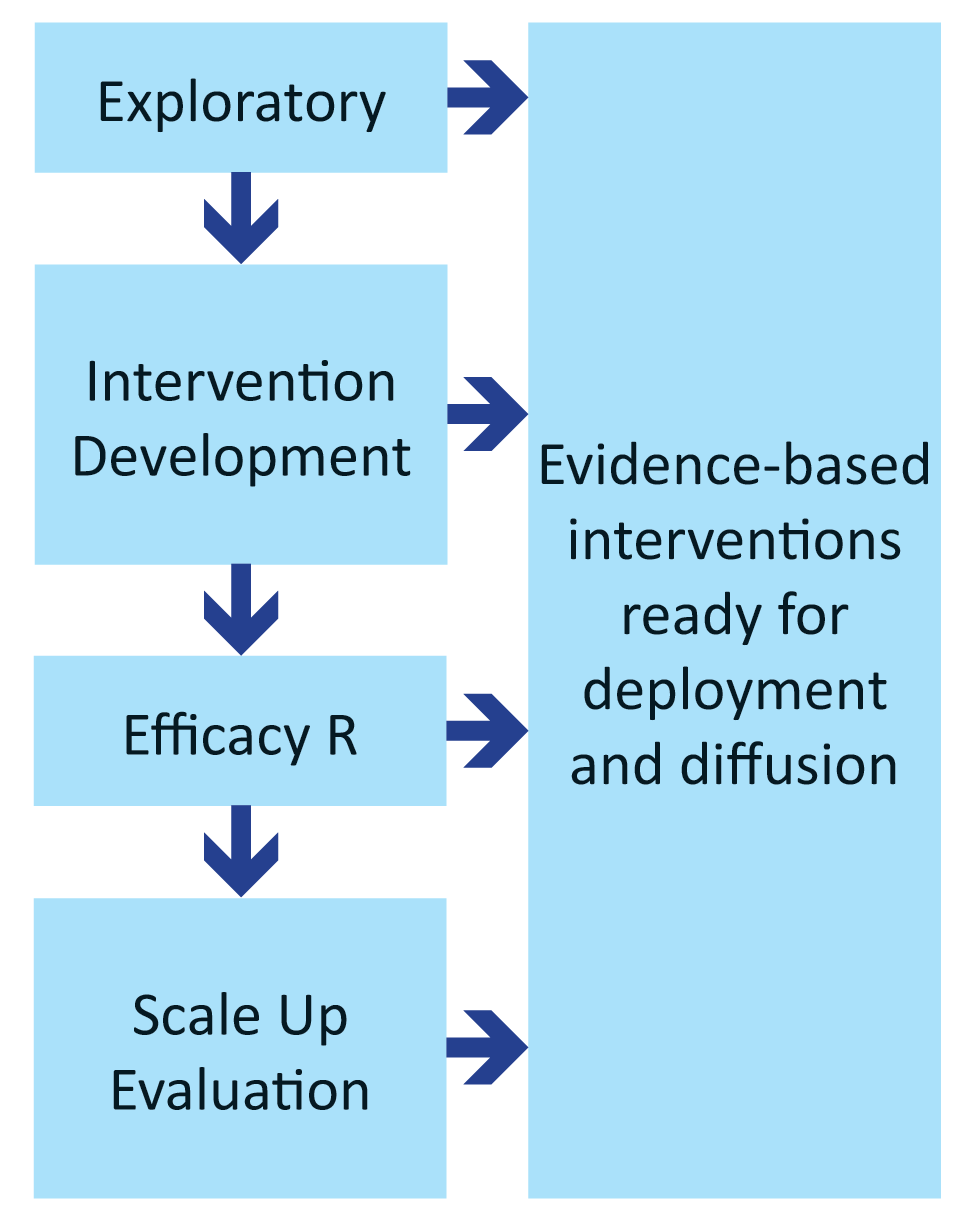 Exploratory
Intervention
Development
Efficacy R
Scale Up
Evaluation
Evidence-based
interventions
ready for
deployment
and diffusion